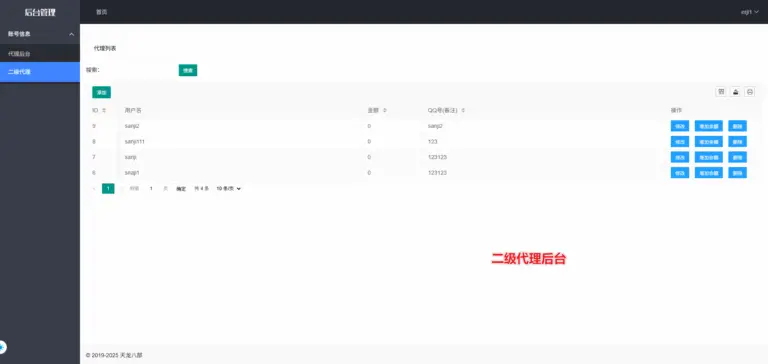 后台管理
首页
erji1
账号信息
代理后台
二级代理
代理列表
搜索:
搜索
添加
ID 用户名 金额 QQ号(备注) 操作
9 sanji2 0 sanji2 修改 增加余额 删除
8 sanji111 0 123 修改 增加余额 删除
7 sanji 0 123123 修改 增加余额 删除
6 snaji1 0 123123 修改 增加余额 删除
1 到第 1 页 确定 共 4 条 10 条/页
二级代理后台
© 2019-2025 天龙八部